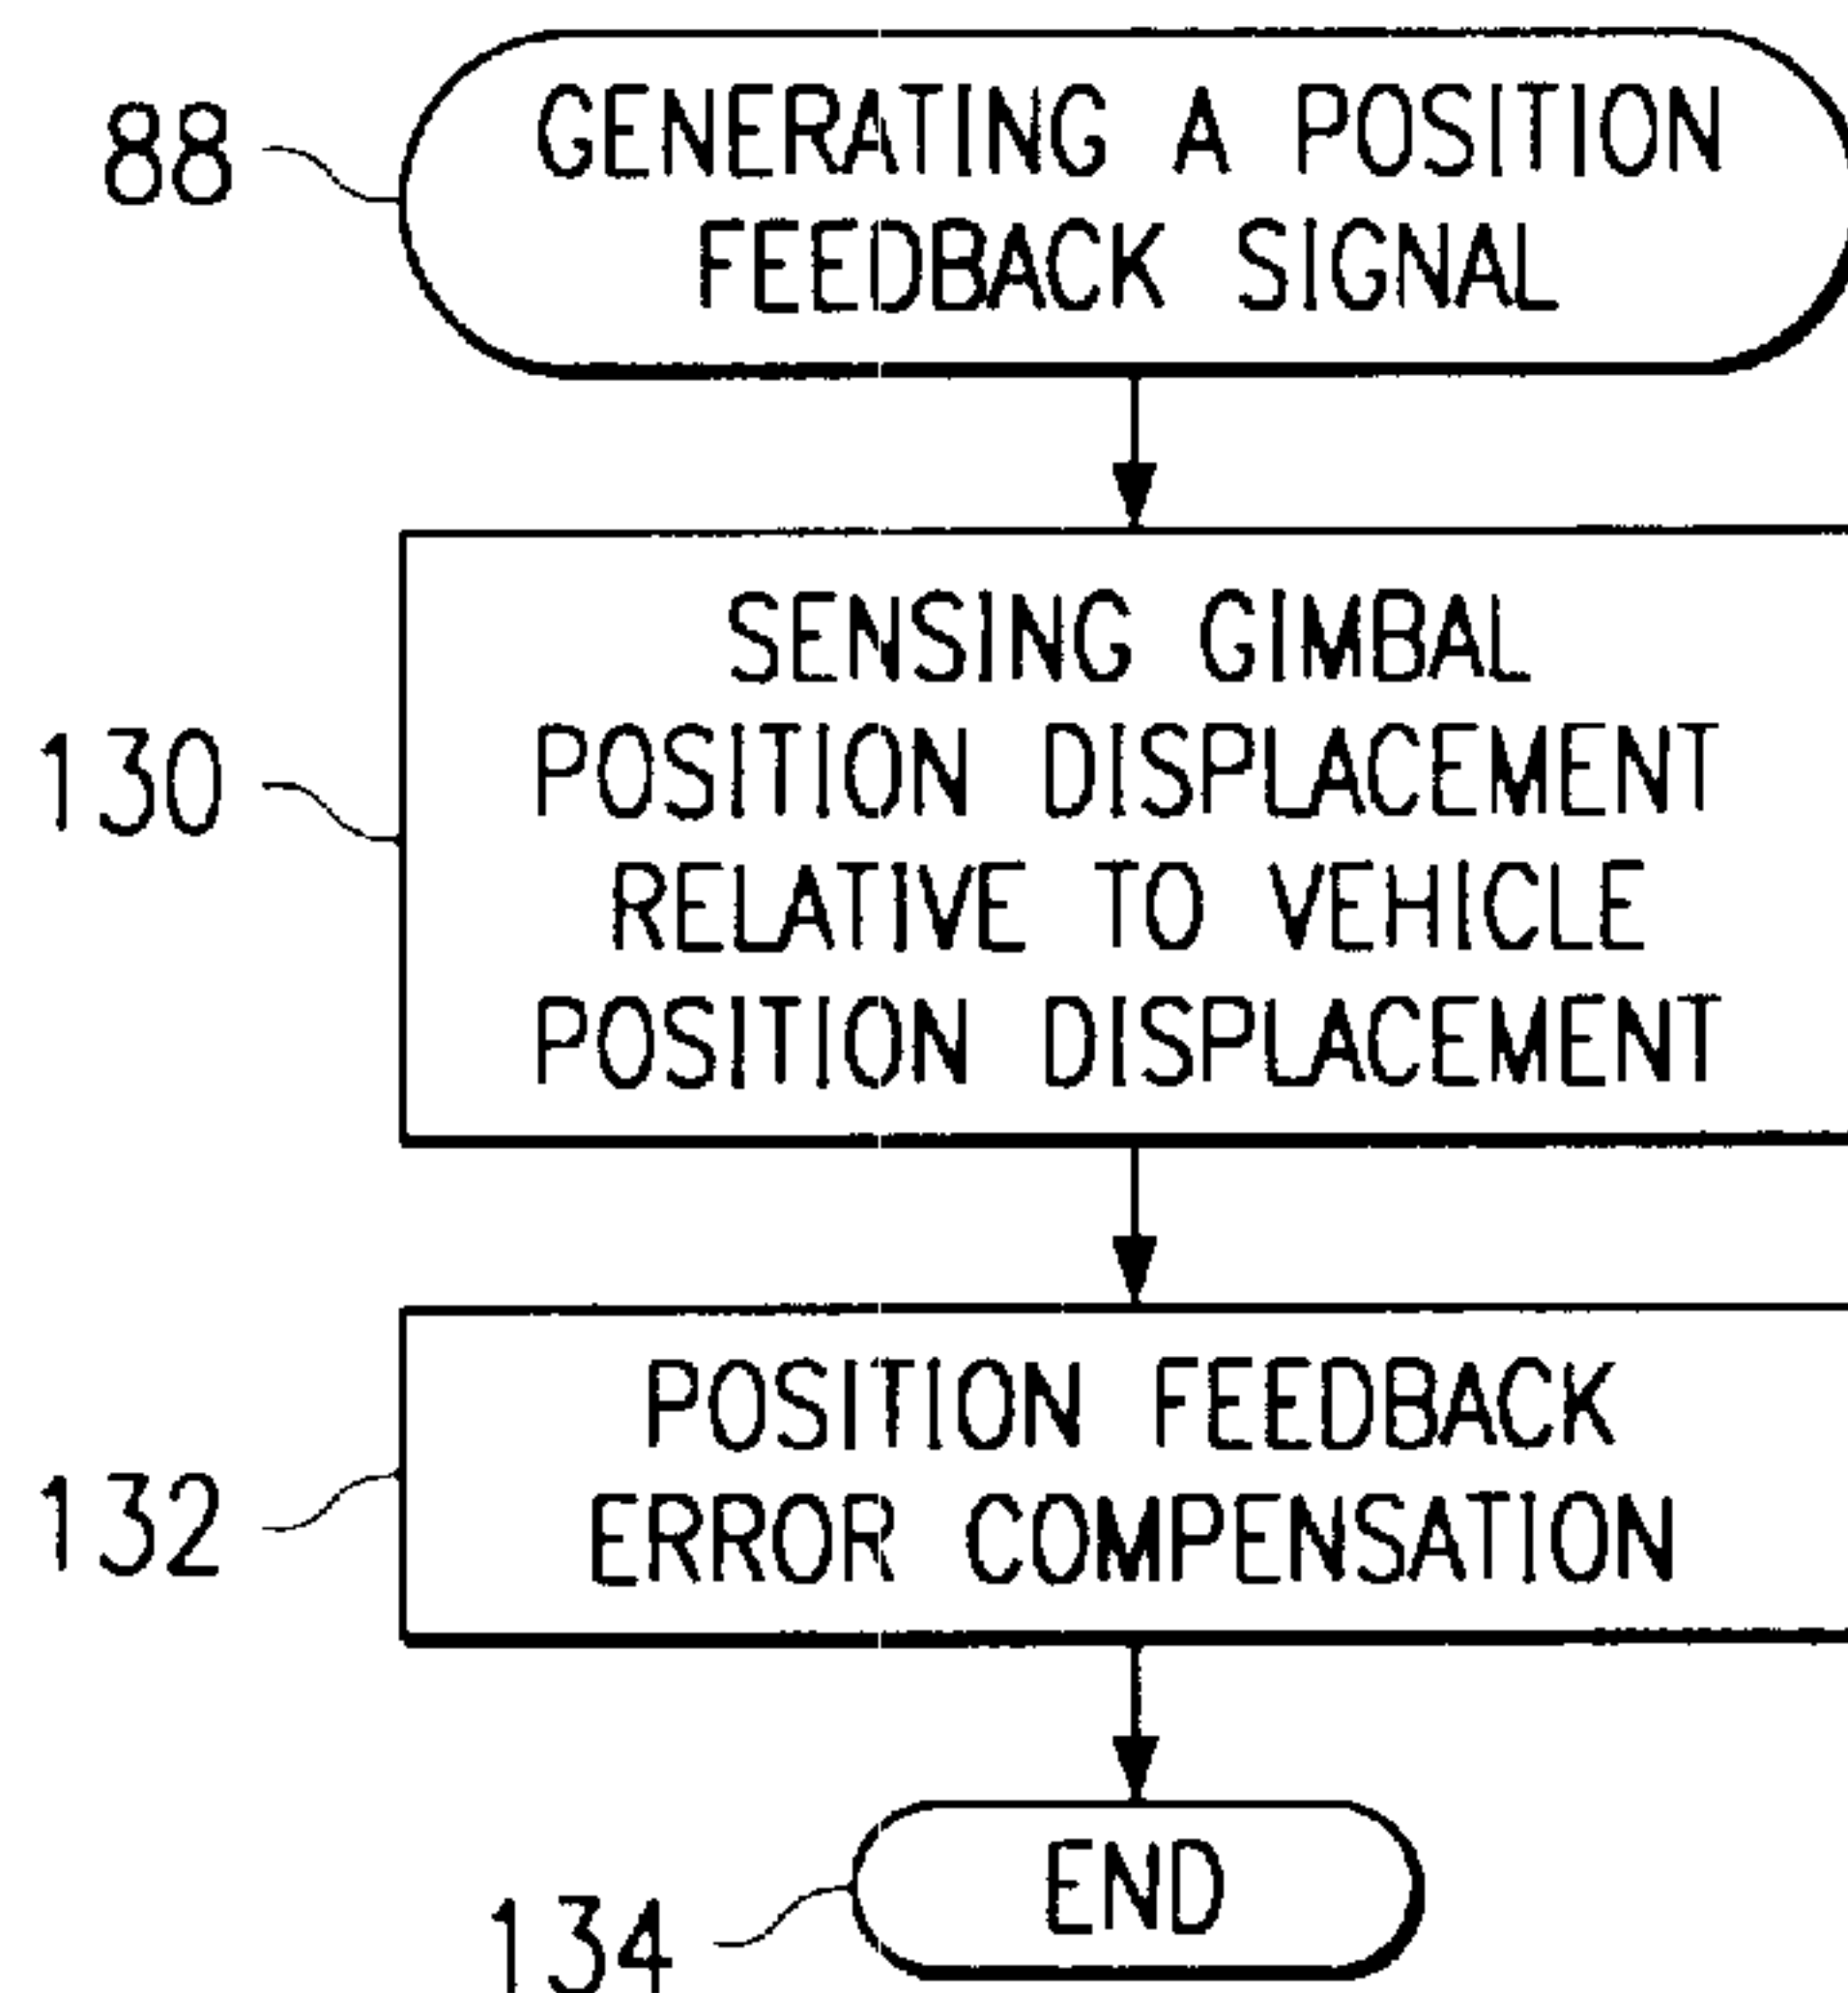 88
GENERATING A POSITION
FEEDBACK SIGNAL
130
SENSING GIMBAL
POSITION DISPLACEMENT
RELATIVE TO VEHICLE
POSITION DISPLACEMENT
132
POSITION FEEDBACK
ERROR COMPENSATION
134
END